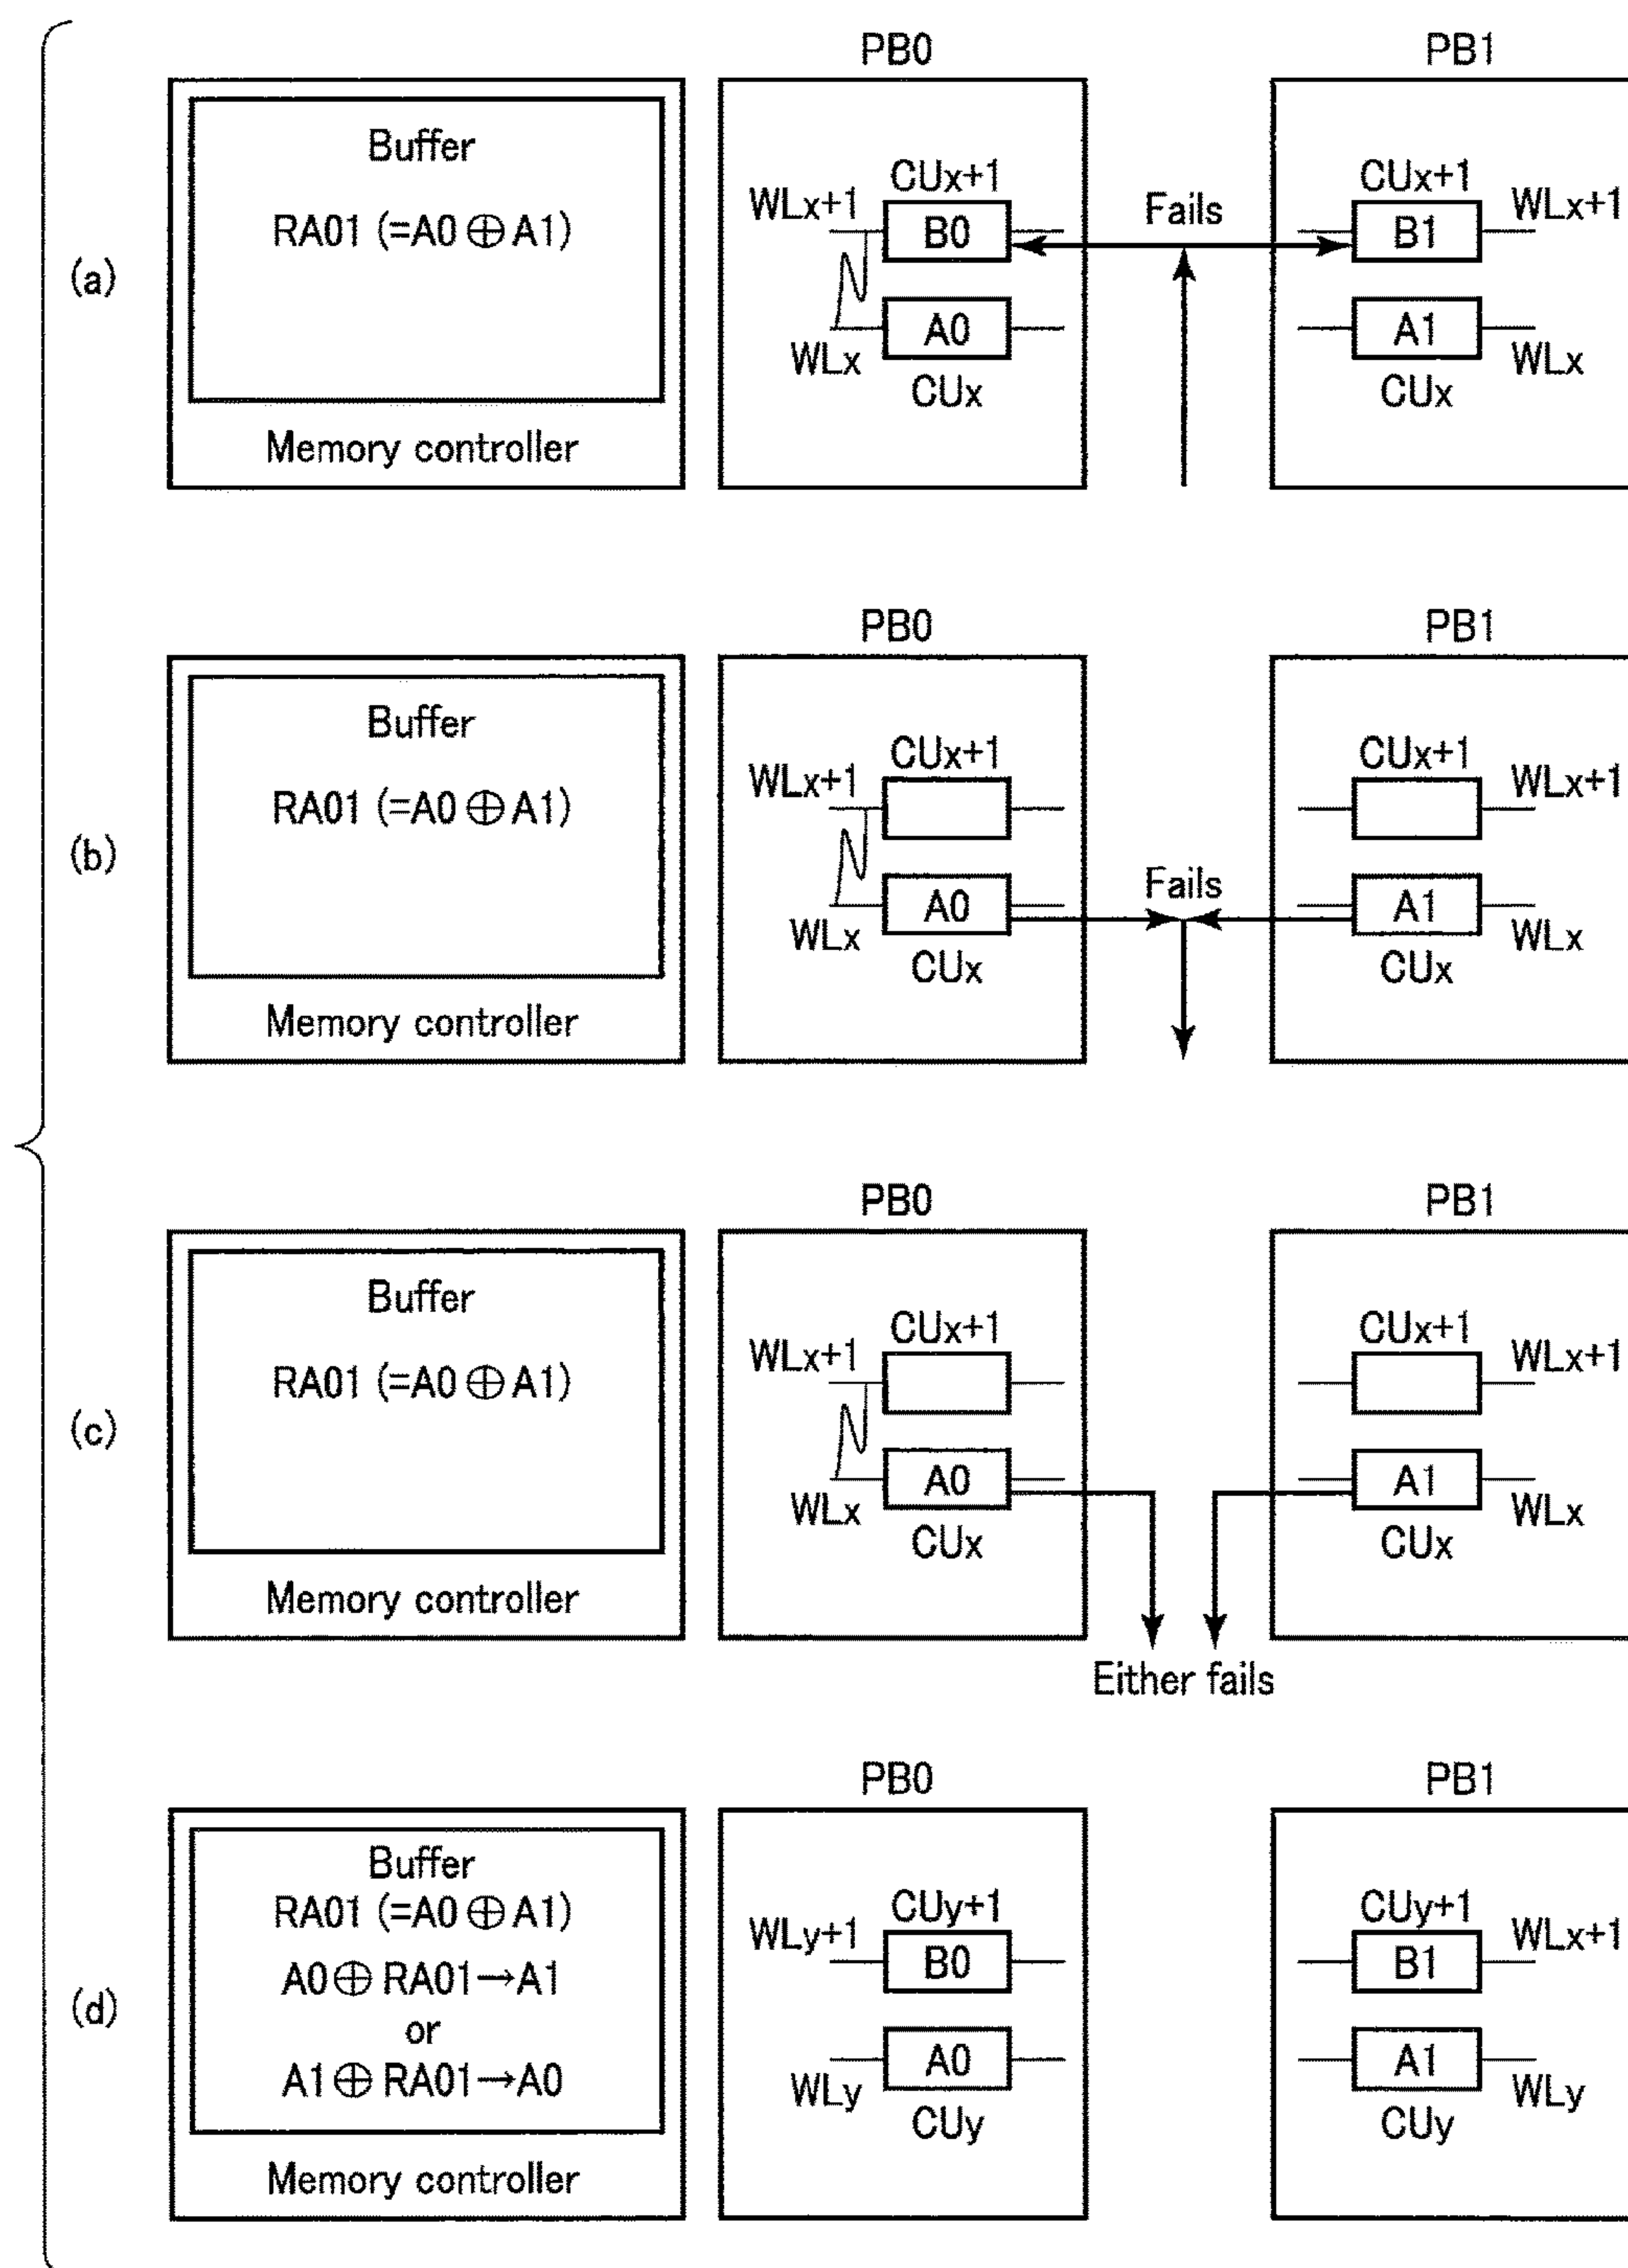 (a)
Buffer
RA01 (=A0 ⊕ A1)
Memory controller
PB0
CUx+1
WLx+1
B0
A0
WLx
CUx
Fails
PB1
CUx+1
WLx+1
B1
A1
WLx
CUx
(b)
Buffer
RA01 (=A0 ⊕ A1)
Memory controller
PB0
CUx+1
WLx+1
A0
WLx
CUx
Fails
PB1
CUx+1
WLx+1
A1
WLx
CUx
(c)
Buffer
RA01 (=A0 ⊕ A1)
Memory controller
PB0
CUx+1
WLx+1
A0
WLx
CUx
Either fails
PB1
CUx+1
WLx+1
A1
WLx
CUx
(d)
Buffer
RA01 (=A0 ⊕ A1)
A0 ⊕ RA01→A1
or
A1 ⊕ RA01→A0
Memory controller
PB0
CUy+1
WLy+1
B0
A0
WLy
CUy
PB1
CUy+1
WLx+1
B1
A1
WLy
CUy